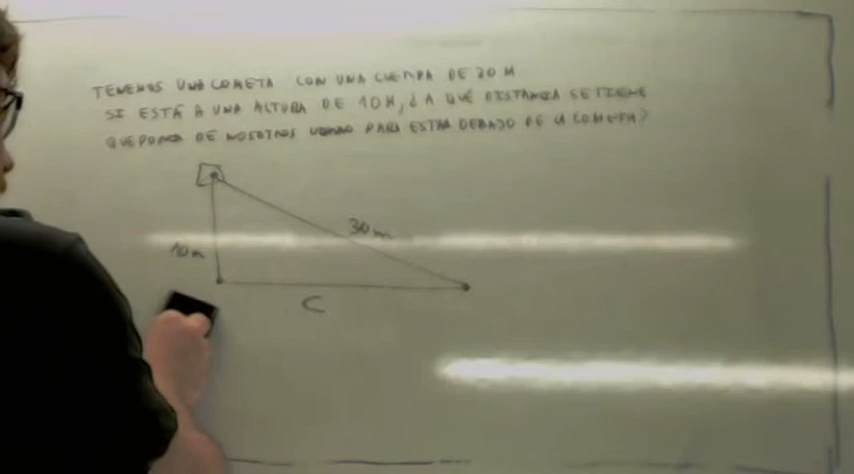 TENEMOS UNA COMETA CON UNA CUERDA DE 30 M
SI ESTÁ A UNA ALTURA DE 10 M, ¿A QUÉ DISTANCIA SE TIENE
QUE PONER DE NOSOTROS PARA ESTAR DEBAJO DE LA COMETA?
30 m
10 m
C